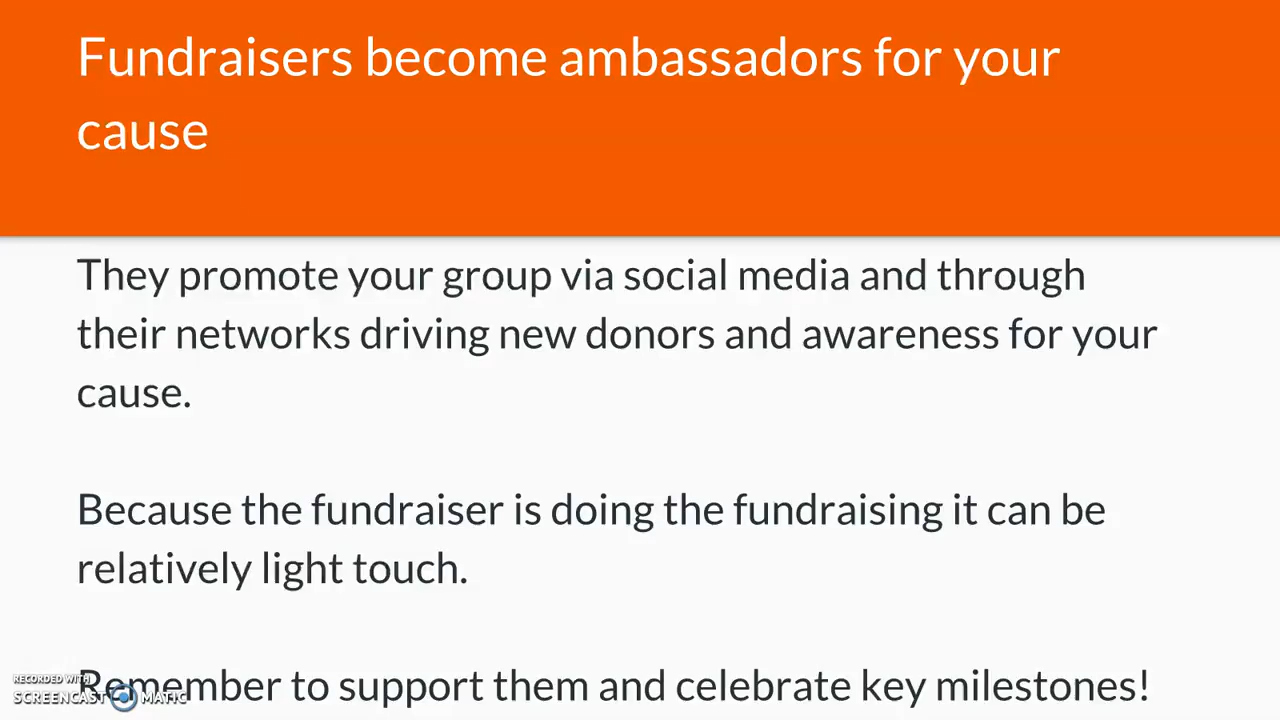 Fundraisers become ambassadors for your
cause
They promote your group via social media and through
their networks driving new donors and awareness for your
cause.
Because the fundraiser is doing the fundraising it can be
relatively light touch.
Remember to support them and celebrate key milestones!
RECORDED WITH
SCREENCAST MATIC